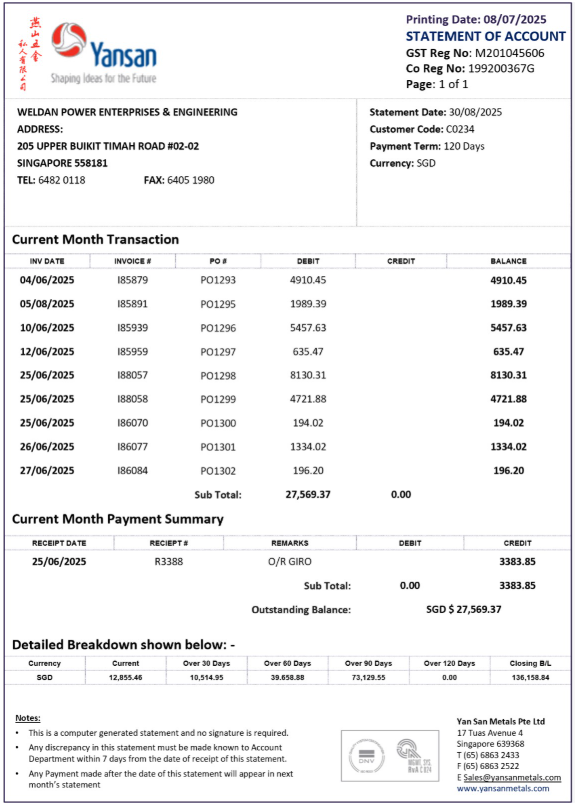 燕山五金
私人有限公司
Yansan
Shaping Ideas for the Future
Printing Date: 08/07/2025
STATEMENT OF ACCOUNT
GST Reg No: M201045606
Co Reg No: 199200367G
Page: 1 of 1
WELDAN POWER ENTERPRISES & ENGINEERING
ADDRESS:
205 UPPER BUIKIT TIMAH ROAD #02-02
SINGAPORE 558181
TEL: 6482 0118 FAX: 6405 1980
Statement Date: 30/08/2025
Customer Code: C0234
Payment Term: 120 Days
Currency: SGD
Current Month Transaction
INV DATE INVOICE # PO # DEBIT CREDIT BALANCE
04/06/2025 I85879 PO1293 4910.45 4910.45
05/08/2025 I85891 PO1295 1989.39 1989.39
10/06/2025 I85939 PO1296 5457.63 5457.63
12/06/2025 I85959 PO1297 635.47 635.47
25/06/2025 I88057 PO1298 8130.31 8130.31
25/06/2025 I88058 PO1299 4721.88 4721.88
25/06/2025 I86070 PO1300 194.02 194.02
26/06/2025 I86077 PO1301 1334.02 1334.02
27/06/2025 I86084 PO1302 196.20 196.20
Sub Total: 27,569.37 0.00
Current Month Payment Summary
RECEIPT DATE RECIEPT # REMARKS DEBIT CREDIT
25/06/2025 R3388 O/R GIRO 3383.85
Sub Total: 0.00 3383.85
Outstanding Balance: SGD $ 27,569.37
Detailed Breakdown shown below: -
Currency Current Over 30 Days Over 60 Days Over 90 Days Over 120 Days Closing B/L
SGD 12,855.46 10,514.95 39.658.88 73,129.55 0.00 136,158.84
Notes:
• This is a computer generated statement and no signature is required.
• Any discrepancy in this statement must be made known to Account
Department within 7 days from the date of receipt of this statement.
• Any Payment made after the date of this statement will appear in next
month's statement
DNV
MGMT. SYS.
RvA C 024
Yan San Metals Pte Ltd
17 Tuas Avenue 4
Singapore 639368
T (65) 6863 2433
F (65) 6863 2522
E Sales@yansanmetals.com
www.yansanmetals.com